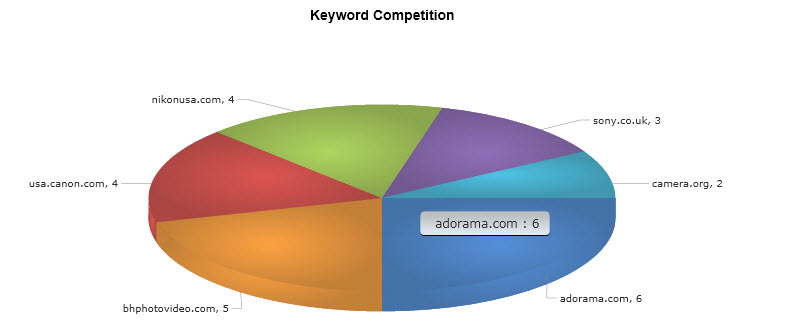 Keyword Competition
nikonusa.com, 4
sony.co.uk, 3
usa.canon.com, 4
camera.org, 2
adorama.com : 6
adorama.com, 6
bhphotovideo.com, 5